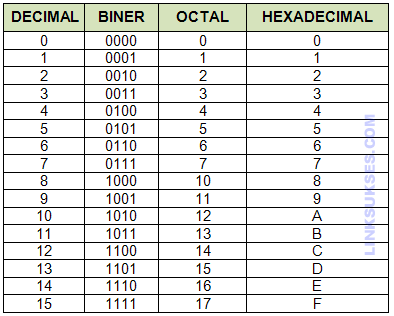 DECIMAL BINER OCTAL HEXADECIMAL
0 0000 0 0
1 0001 1 1
2 0010 2 2
3 0011 3 3
4 0100 4 4
5 0101 5 5
6 0110 6 6
7 0111 7 7
8 1000 10 8
9 1001 11 9
10 1010 12 A
11 1011 13 B
12 1100 14 C
13 1101 15 D
14 1110 16 E
15 1111 17 F
LINKSUKSES.COM